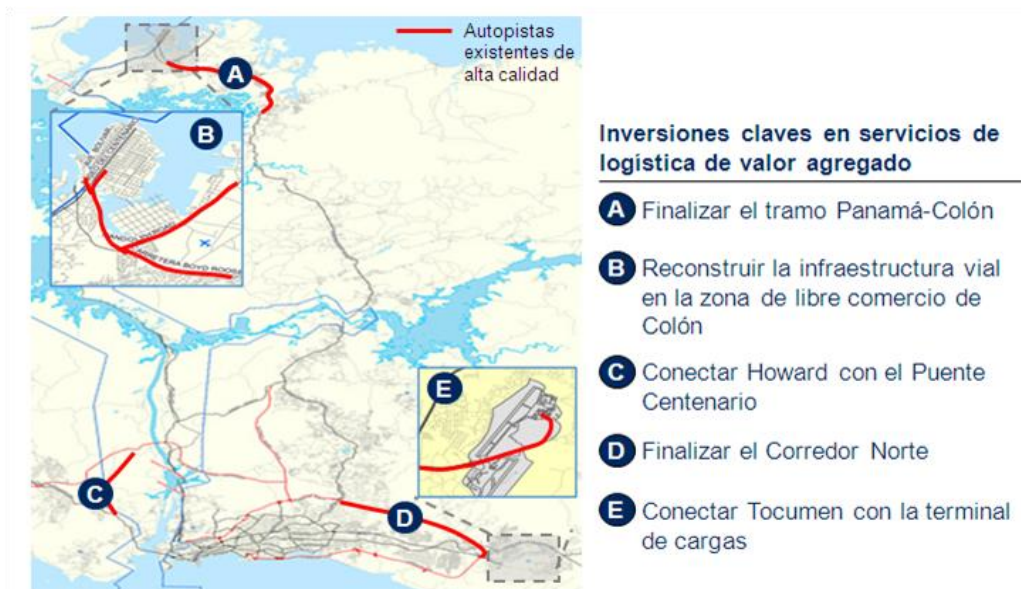 Autopistas
existentes de
alta calidad
A
B
Inversiones claves en servicios de
logística de valor agregado
A Finalizar el tramo Panamá-Colón
B Reconstruir la infraestructura vial
en la zona de libre comercio de
Colón
E
C Conectar Howard con el Puente
Centenario
D Finalizar el Corredor Norte
C
D
E Conectar Tocumen con la terminal
de cargas